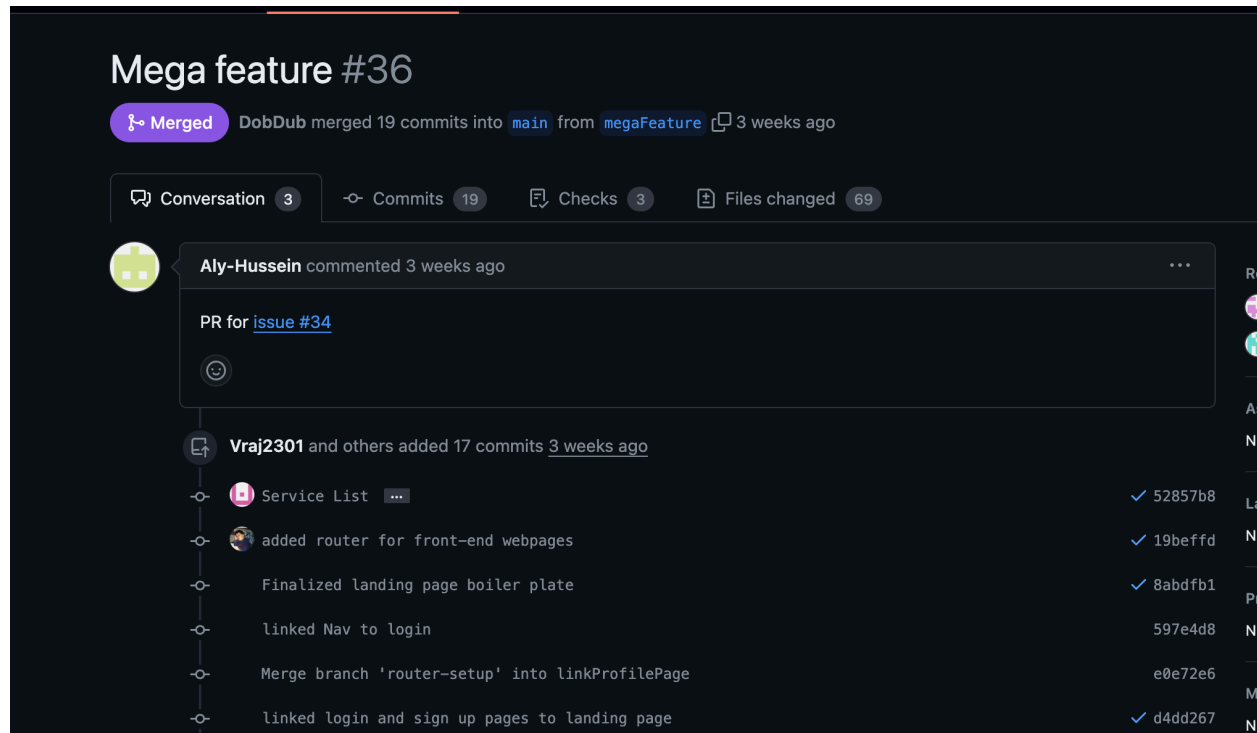 Mega feature #36
Merged DobDub merged 19 commits into main from megaFeature 3 weeks ago
Conversation 3 Commits 19 Checks 3 Files changed 69
Aly-Hussein commented 3 weeks ago
PR for issue #34
Vraj2301 and others added 17 commits 3 weeks ago
Service List ... 52857b8
added router for front-end webpages 19beffd
Finalized landing page boiler plate 8abdfb1
linked Nav to login 597e4d8
Merge branch 'router-setup' into linkProfilePage e0e72e6
linked login and sign up pages to landing page d4dd267